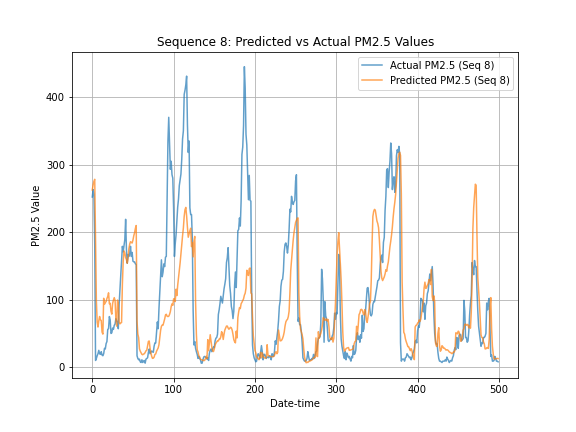 Sequence 8: Predicted vs Actual PM2.5 Values
Actual PM2.5 (Seq 8)
Predicted PM2.5 (Seq 8)
PM2.5 Value
400
300
200
100
0
0 100 200 300 400 500
Date-time